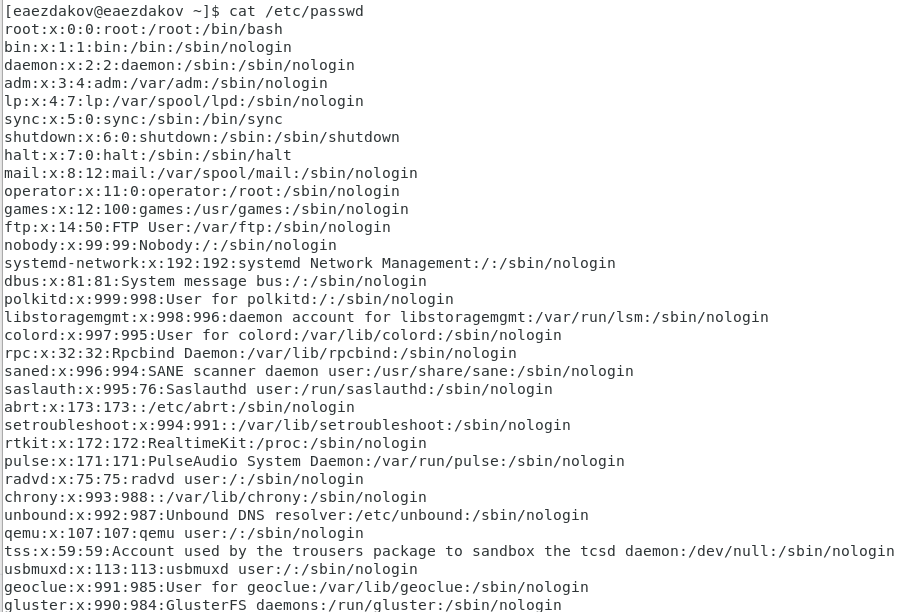 [eaezdakov@eaezdakov ~]$ cat /etc/passwd
root:x:0:0:root:/root:/bin/bash
bin:x:1:1:bin:/bin:/sbin/nologin
daemon:x:2:2:daemon:/sbin:/sbin/nologin
adm:x:3:4:adm:/var/adm:/sbin/nologin
lp:x:4:7:lp:/var/spool/lpd:/sbin/nologin
sync:x:5:0:sync:/sbin:/bin/sync
shutdown:x:6:0:shutdown:/sbin:/sbin/shutdown
halt:x:7:0:halt:/sbin:/sbin/halt
mail:x:8:12:mail:/var/spool/mail:/sbin/nologin
operator:x:11:0:operator:/root:/sbin/nologin
games:x:12:100:games:/usr/games:/sbin/nologin
ftp:x:14:50:FTP User:/var/ftp:/sbin/nologin
nobody:x:99:99:Nobody:/:/sbin/nologin
systemd-network:x:192:192:systemd Network Management:/:/sbin/nologin
dbus:x:81:81:System message bus:/:/sbin/nologin
polkitd:x:999:998:User for polkitd:/:/sbin/nologin
libstoragemgmt:x:998:996:daemon account for libstoragemgmt:/var/run/lsm:/sbin/nologin
colord:x:997:995:User for colord:/var/lib/colord:/sbin/nologin
rpc:x:32:32:Rpcbind Daemon:/var/lib/rpcbind:/sbin/nologin
saned:x:996:994:SANE scanner daemon user:/usr/share/sane:/sbin/nologin
saslauth:x:995:76:Saslauthd user:/run/saslauthd:/sbin/nologin
abrt:x:173:173::/etc/abrt:/sbin/nologin
setroubleshoot:x:994:991::/var/lib/setroubleshoot:/sbin/nologin
rtkit:x:172:172:RealtimeKit:/proc:/sbin/nologin
pulse:x:171:171:PulseAudio System Daemon:/var/run/pulse:/sbin/nologin
radvd:x:75:75:radvd user:/:/sbin/nologin
chrony:x:993:988::/var/lib/chrony:/sbin/nologin
unbound:x:992:987:Unbound DNS resolver:/etc/unbound:/sbin/nologin
qemu:x:107:107:qemu user:/:/sbin/nologin
tss:x:59:59:Account used by the trousers package to sandbox the tcsd daemon:/dev/null:/sbin/nologin
usbmuxd:x:113:113:usbmuxd user:/:/sbin/nologin
geoclue:x:991:985:User for geoclue:/var/lib/geoclue:/sbin/nologin
gluster:x:990:984:GlusterFS daemons:/run/gluster:/sbin/nologin